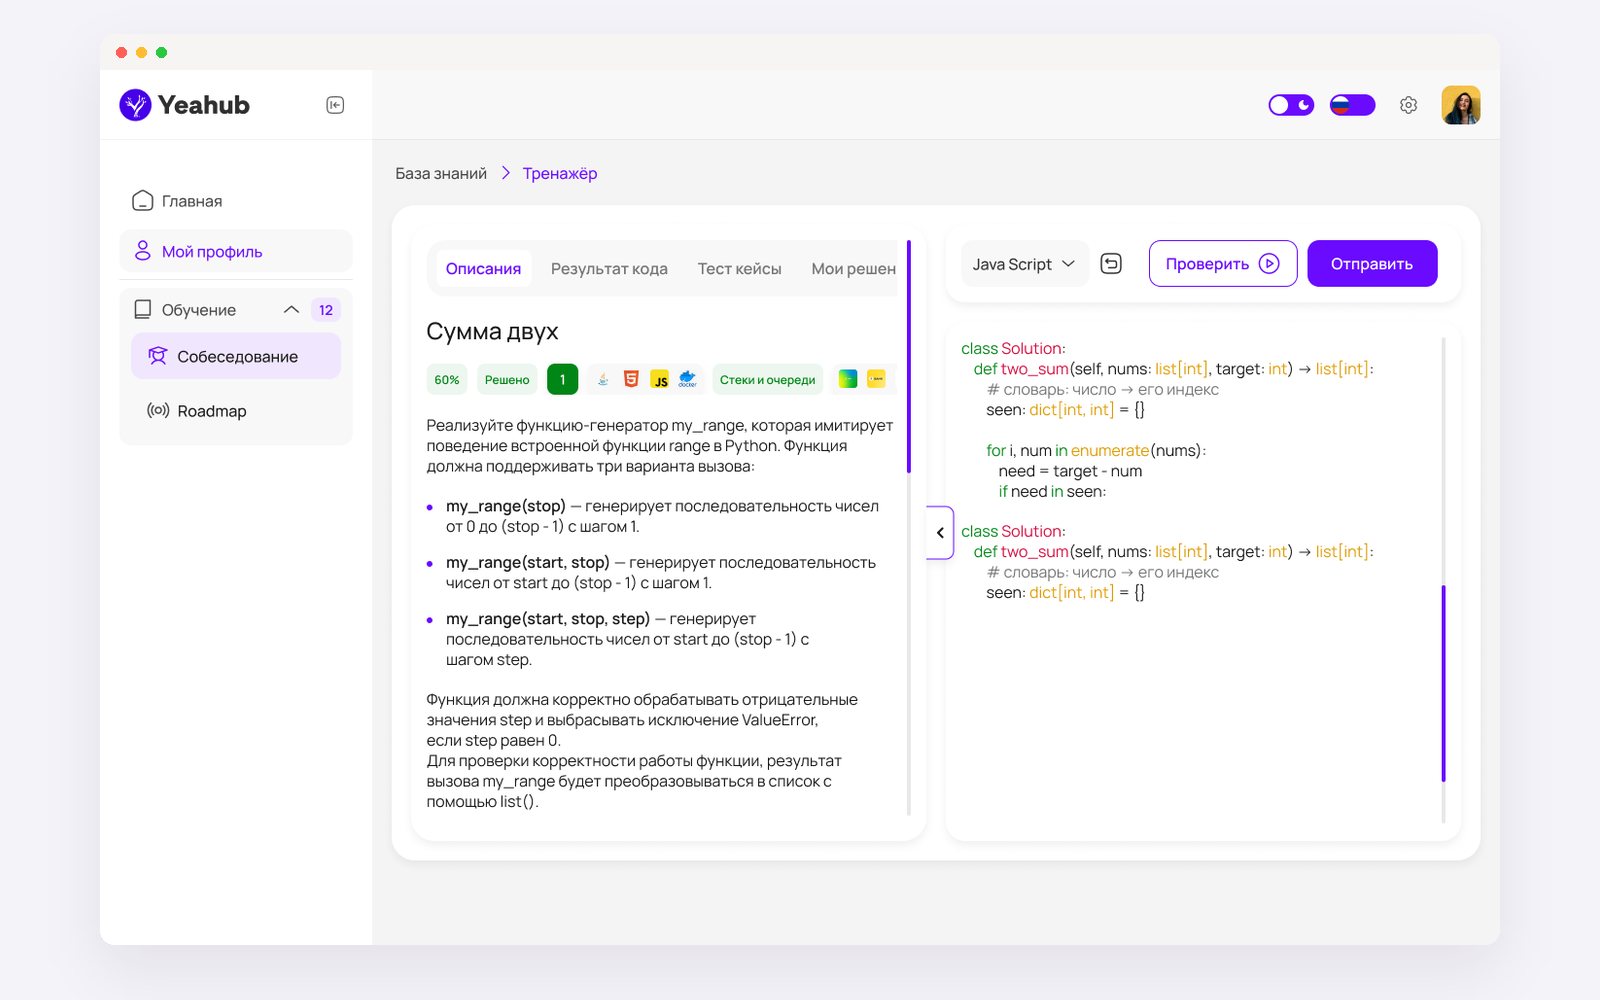 Yeahub
Главная
Мой профиль
Обучение 12
Собеседование
Roadmap
База знаний > Тренажёр
Описания Результат кода Тест кейсы Мои решен
Сумма двух
60% Решено 1 JS docker Стеки и очереди
Реализуйте функцию-генератор my_range, которая имитирует
поведение встроенной функции range в Python. Функция
должна поддерживать три варианта вызова:
my_range(stop) — генерирует последовательность чисел
от 0 до (stop - 1) с шагом 1.
my_range(start, stop) — генерирует последовательность
чисел от start до (stop - 1) с шагом 1.
my_range(start, stop, step) — генерирует
последовательность чисел от start до (stop - 1) с
шагом step.
Функция должна корректно обрабатывать отрицательные
значения step и выбрасывать исключение ValueError,
если step равен 0.
Для проверки корректности работы функции, результат
вызова my_range будет преобразовываться в список с
помощью list().
Java Script Проверить Отправить
class Solution:
def two_sum(self, nums: list[int], target: int) → list[int]:
# словарь: число → его индекс
seen: dict[int, int] = {}
for i, num in enumerate(nums):
need = target - num
if need in seen:
class Solution:
def two_sum(self, nums: list[int], target: int) → list[int]:
# словарь: число → его индекс
seen: dict[int, int] = {}